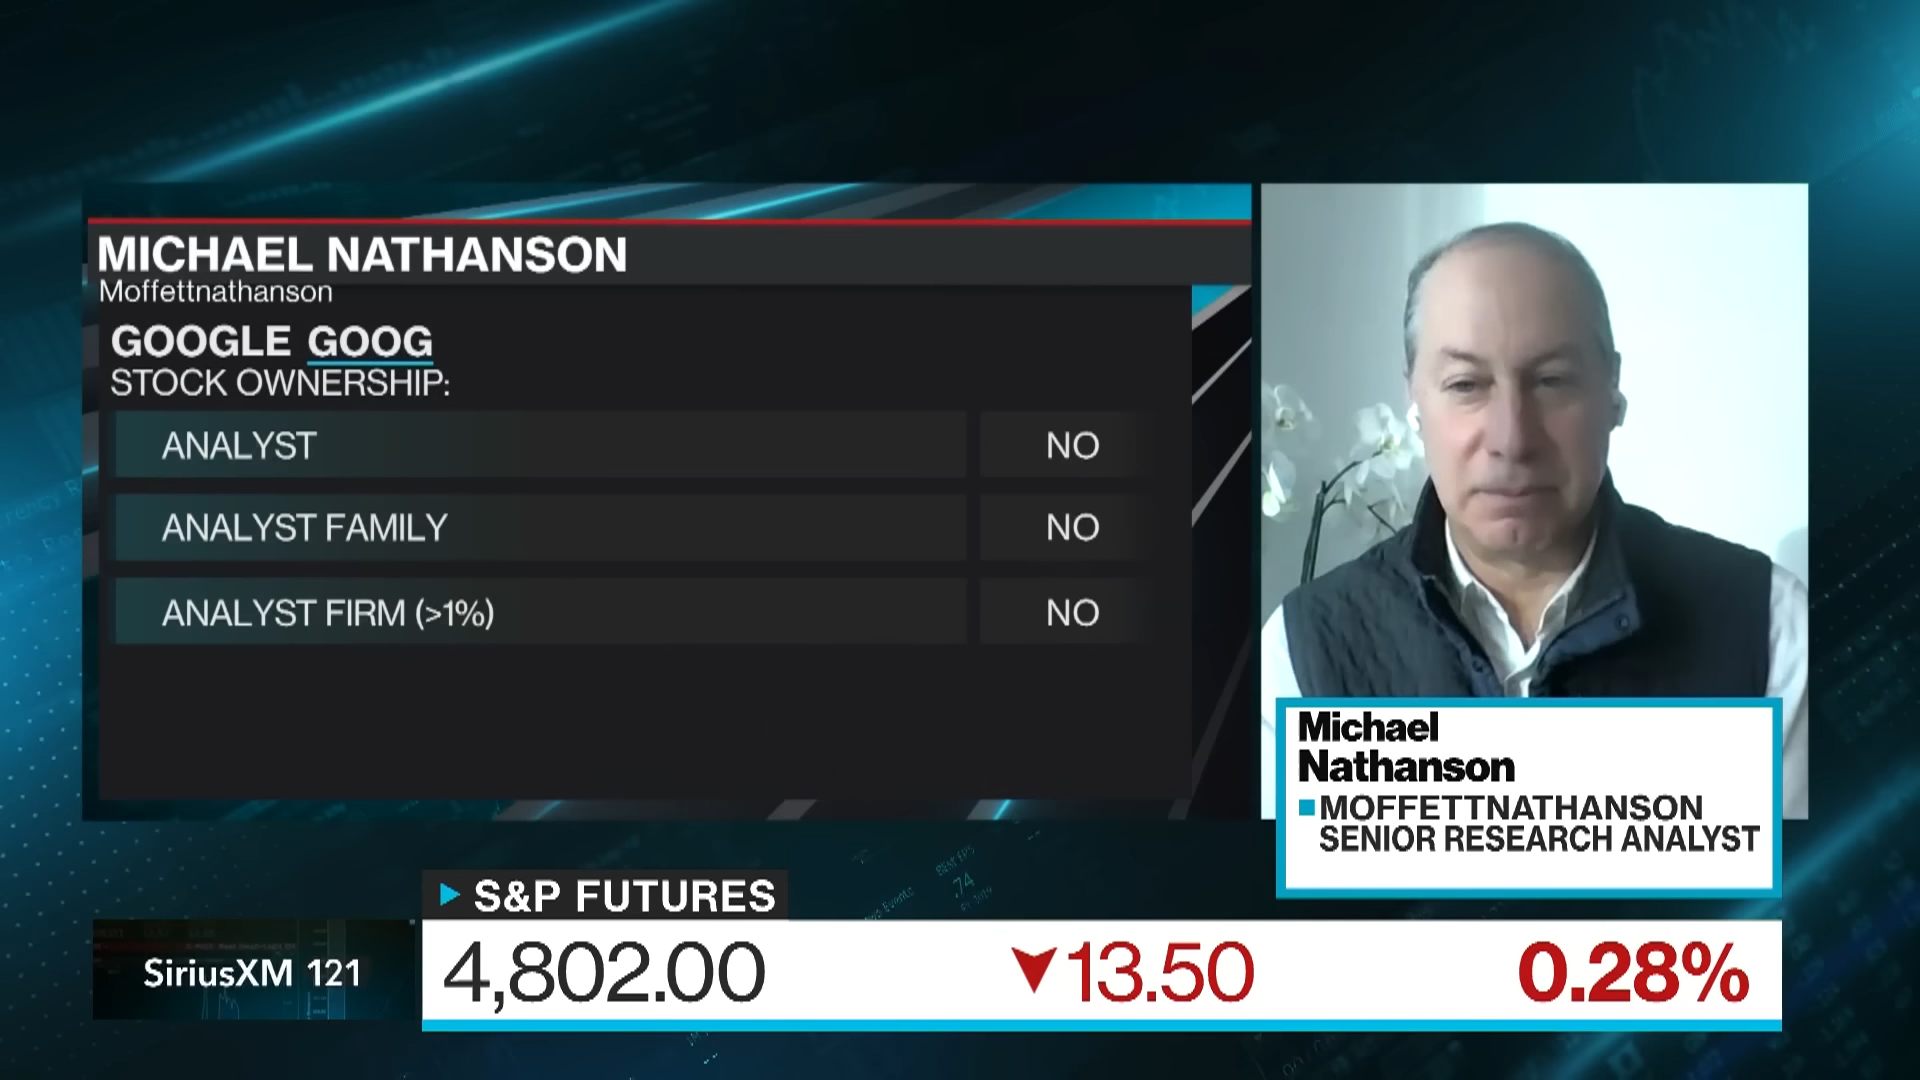 MICHAEL NATHANSON
Moffettnathanson
GOOGLE GOOG
STOCK OWNERSHIP:
ANALYST NO
ANALYST FAMILY NO
ANALYST FIRM (>1%) NO
Michael
Nathanson
MOFFETTNATHANSON
SENIOR RESEARCH ANALYST
S&P FUTURES
SiriusXM 121
4,802.00 13.50 0.28%